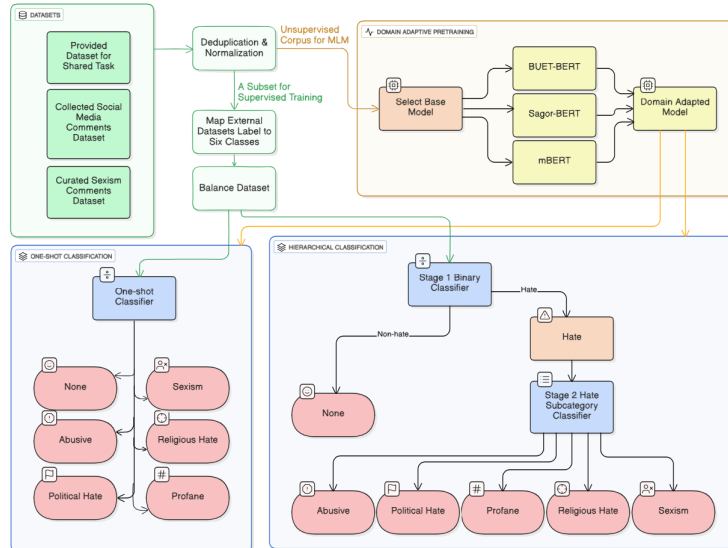 DATASETS
Provided
Dataset for
Shared Task
Collected Social
Media
Comments
Dataset
Curated Sexism
Comments
Dataset
Deduplication &
Normalization
Unsupervised
Corpus for MLM
A Subset for
Supervised Training
Map External
Datasets Label to
Six Classes
Balance Dataset
DOMAIN ADAPTIVE PRETRAINING
Select Base
Model
BUET-BERT
Sagor-BERT
mBERT
Domain Adapted
Model
ONE-SHOT CLASSIFICATION
One-shot
Classifier
None
Sexism
Abusive
Religious Hate
Political Hate
Profane
HIERARCHICAL CLASSIFICATION
Stage 1 Binary
Classifier
Hate
Non-hate
Hate
None
Stage 2 Hate
Subcategory
Classifier
Abusive
Political Hate
Profane
Religious Hate
Sexism